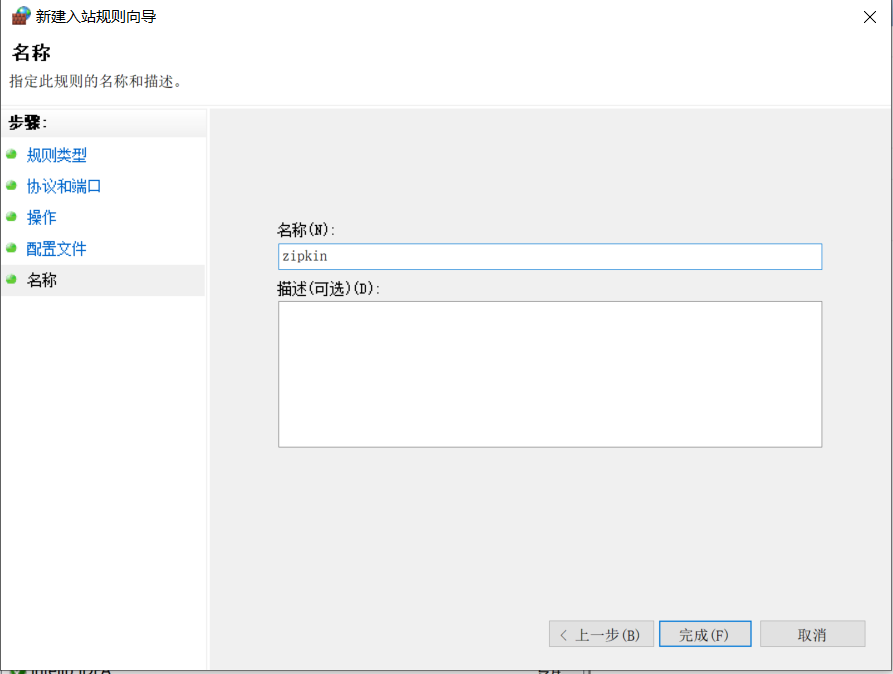 新建入站规则向导
名称
指定此规则的名称和描述。
步骤:
规则类型
协议和端口
操作
配置文件
名称
名称(N):
zipkin
描述(可选)(D):
< 上一步(B)
完成(F)
取消